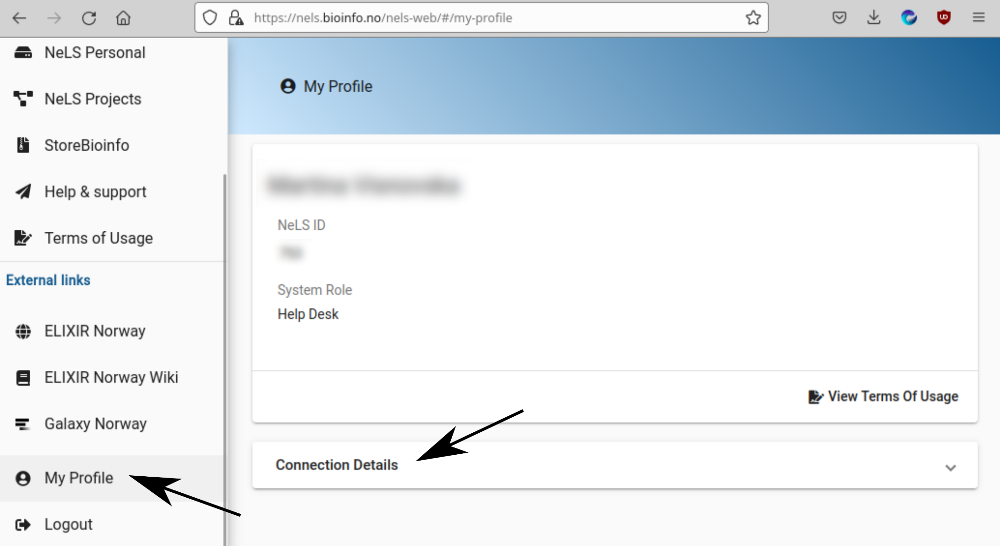 https://nels.bioinfo.no/nels-web/#/my-profile
NeLS Personal
NeLS Projects
StoreBioinfo
Help & support
Terms of Usage
External links
ELIXIR Norway
ELIXIR Norway Wiki
Galaxy Norway
My Profile
Logout
My Profile
NeLS ID
System Role
Help Desk
View Terms Of Usage
Connection Details